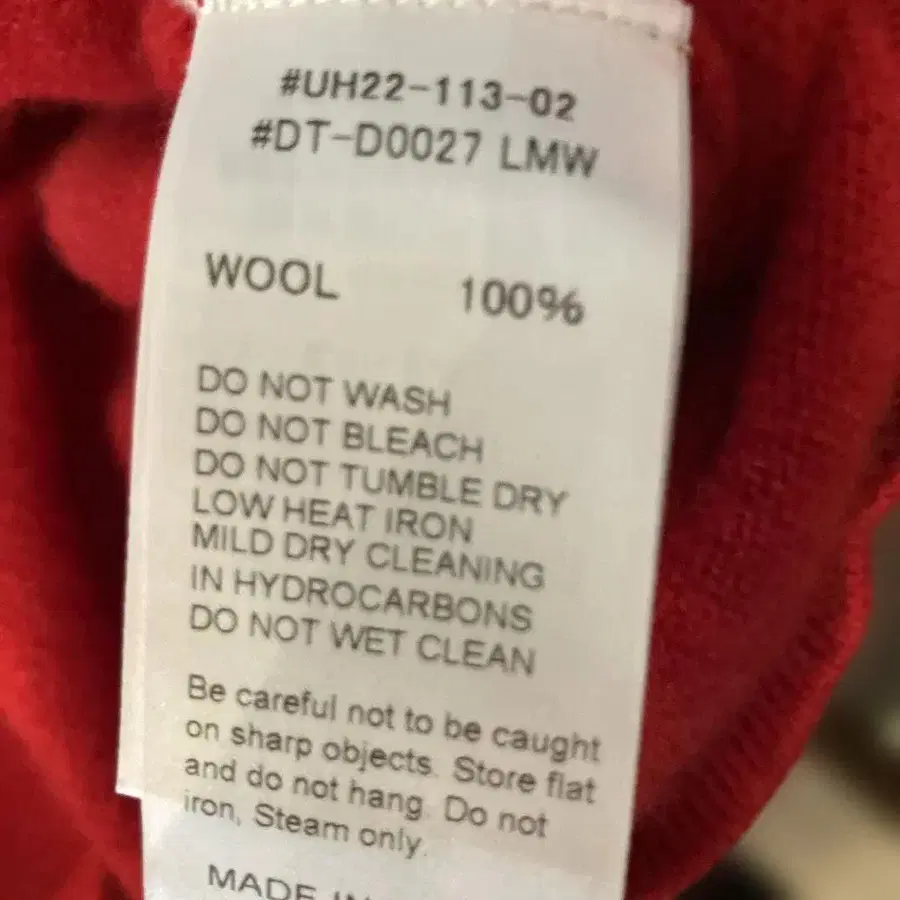 #UH22-113-02
#DT-D0027 LMW
WOOL 100%
DO NOT WASH
DO NOT BLEACH
DO NOT TUMBLE DRY
LOW HEAT IRON
MILD DRY CLEANING
IN HYDROCARBONS
DO NOT WET CLEAN
Be careful not to be caught
on sharp objects. Store flat
and do not hang. Do not
iron, Steam only.
MADE IN